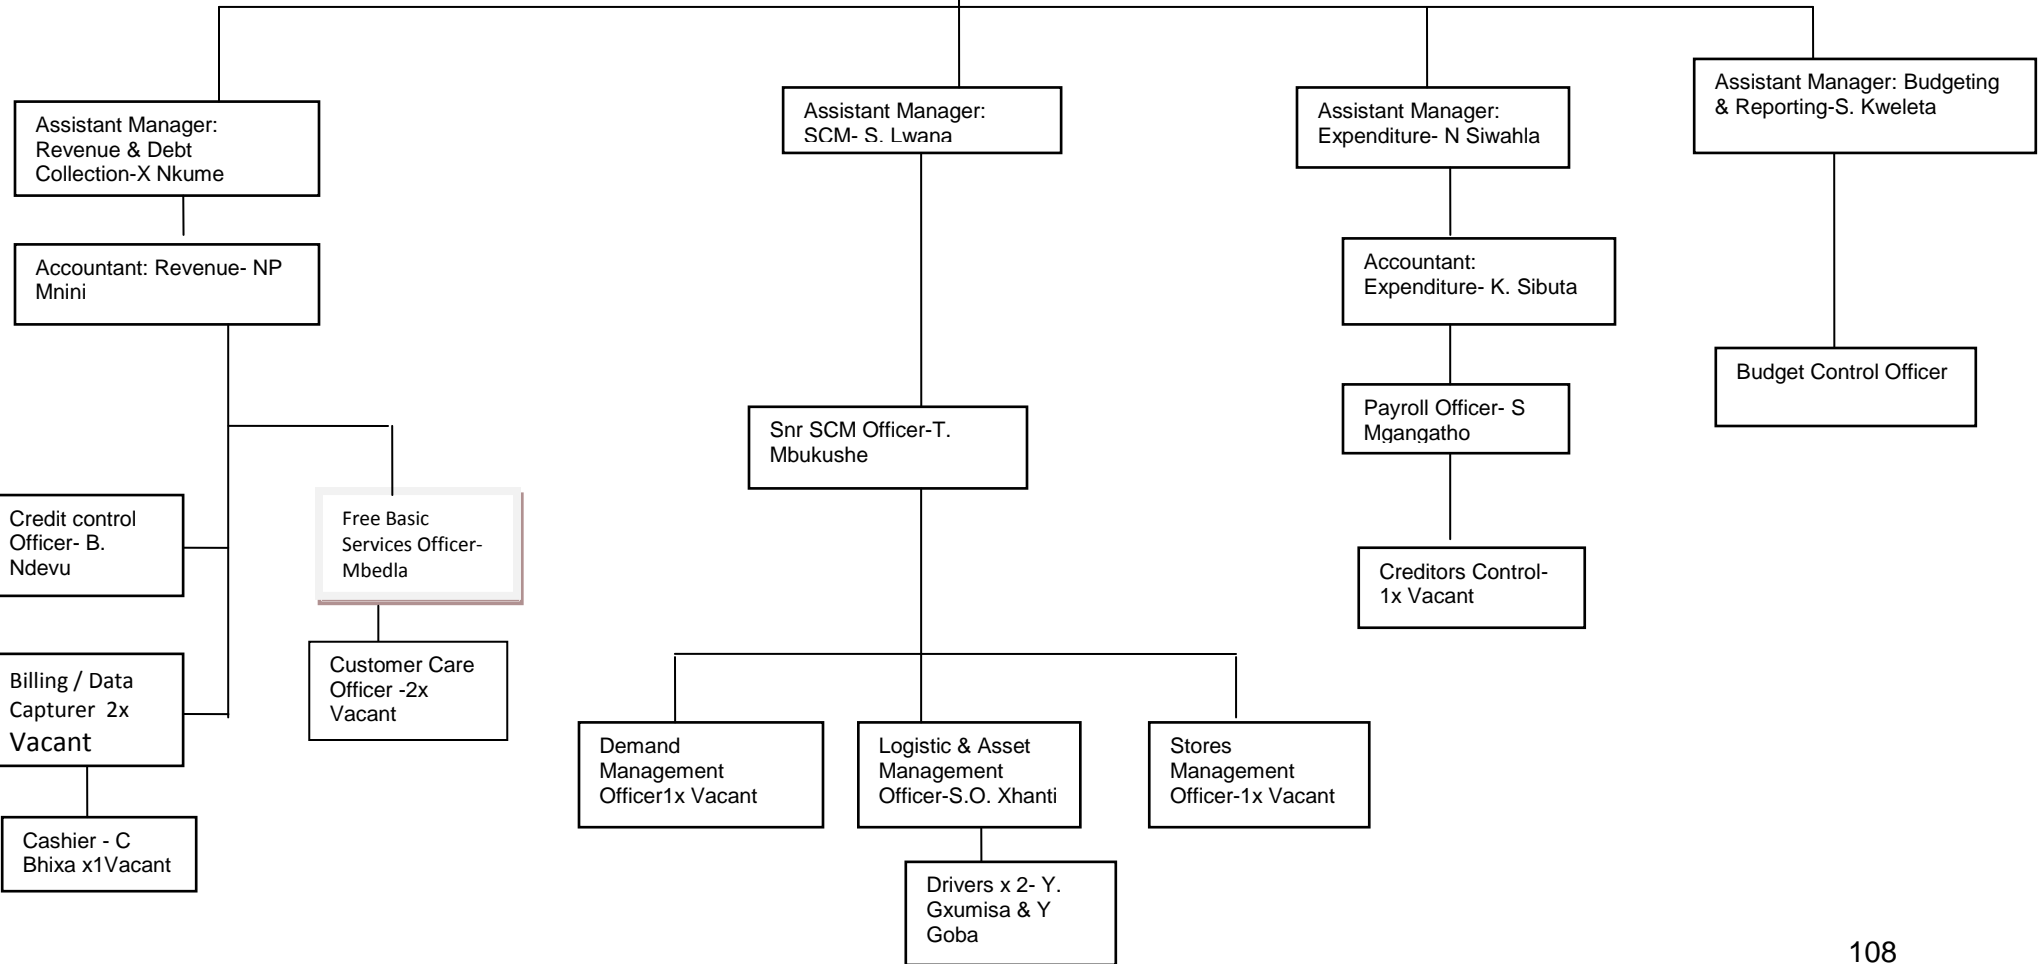 Assistant Manager:
Revenue & Debt
Collection-X Nkume
Accountant: Revenue- NP
Mnini
Credit control
Officer- B.
Ndevu
Free Basic
Services Officer-
Mbedla
Billing / Data
Capturer 2x
Vacant
Customer Care
Officer -2x
Vacant
Cashier - C
Bhixa x1Vacant
Assistant Manager:
SCM- S. Lwana
Snr SCM Officer-T.
Mbukushe
Demand
Management
Officer1x Vacant
Logistic & Asset
Management
Officer-S.O. Xhanti
Stores
Management
Officer-1x Vacant
Drivers x 2- Y.
Gxumisa & Y
Goba
Assistant Manager:
Expenditure- N Siwahla
Accountant:
Expenditure- K. Sibuta
Payroll Officer- S
Mgangatho
Creditors Control-
1x Vacant
Assistant Manager: Budgeting
& Reporting-S. Kweleta
Budget Control Officer
108